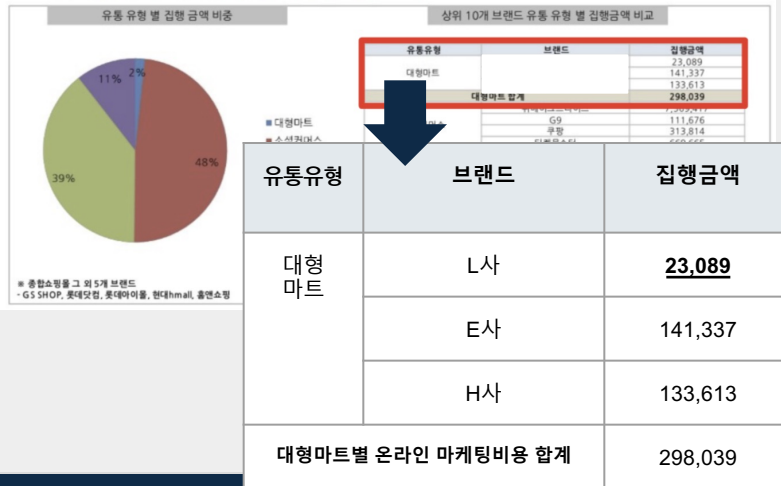 유통 유형 별 집행 금액 비중
상위 10개 브랜드 유통 유형 별 집행금액 비교
2%
11%
48%
39%
■ 대형마트
■ 소셜커머스
※ 종합쇼핑몰 그 외 5개 브랜드
- GS SHOP, 롯데닷컴, 롯데아이몰, 현대hmall, 홈앤쇼핑
유통유형 브랜드 집행금액
대형마트
23,089
141,337
133,613
대형마트 합계 298,039
G9 111,676
쿠팡 313,814
유통유형 브랜드 집행금액
대형
마트
L사 23,089
E사 141,337
H사 133,613
대형마트별 온라인 마케팅비용 합계 298,039